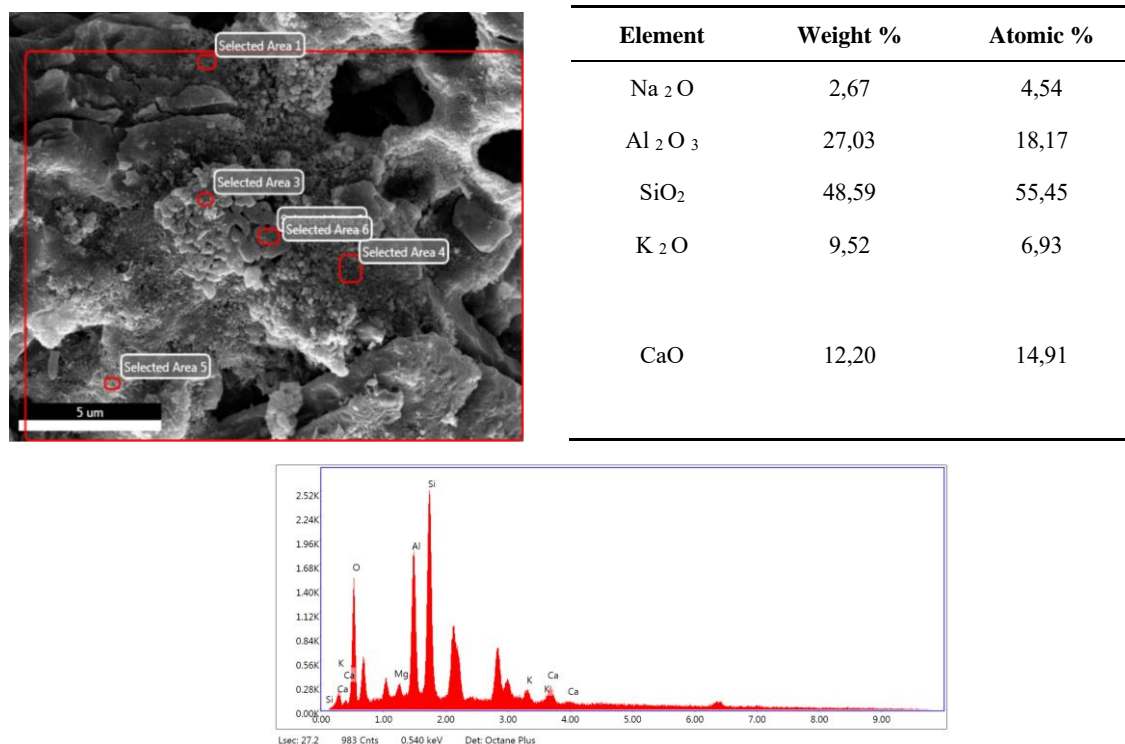 Selected Area 1
Selected Area 3
Selected Area 6
Selected Area 4
Selected Area 5
5 um
Element Weight % Atomic %
Na 2 O 2,67 4,54
Al 2 O 3 27,03 18,17
SiO2 48,59 55,45
K 2 O 9,52 6,93
CaO 12,20 14,91
2.52K
2.24K
1.96K
1.68K
1.40K
1.12K
0.84K
0.56K
0.28K
0.00K
Si
Al
O
K
Ca
Ca
Si
Mg
K
K
Ca
Ca
0.00 1.00 2.00 3.00 4.00 5.00 6.00 7.00 8.00 9.00
Lsec: 27.2 983 Cnts 0.540 keV Det: Octane Plus